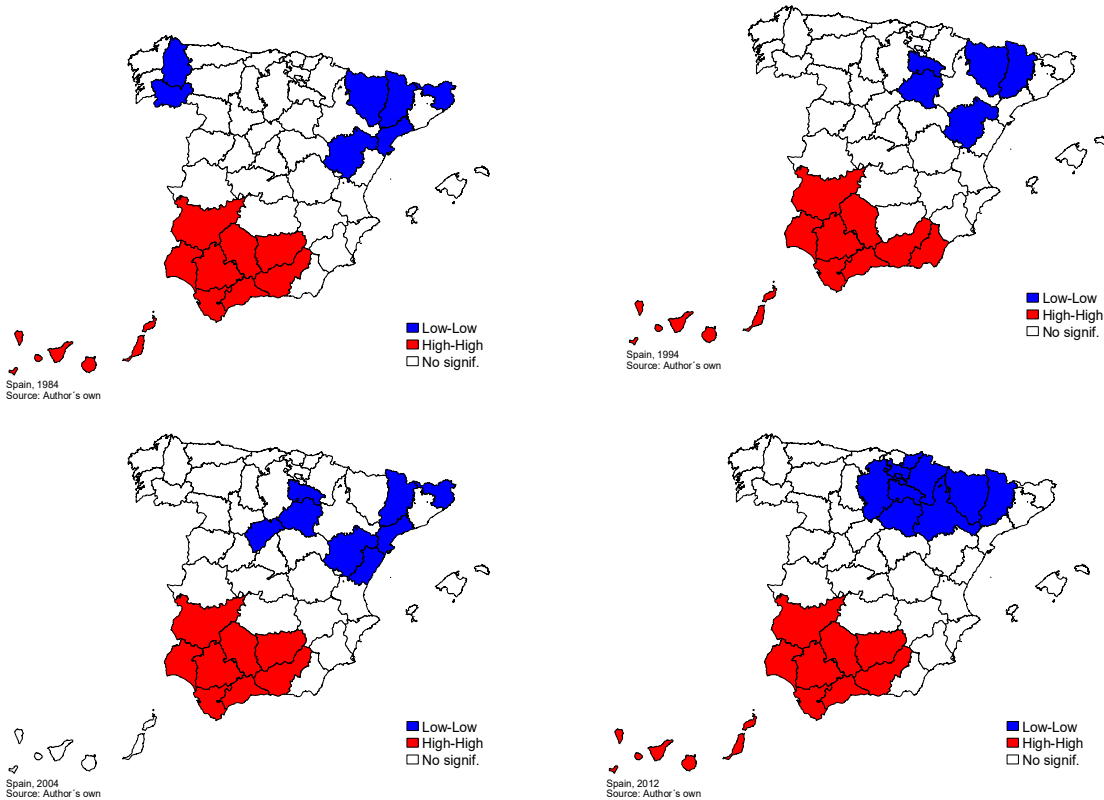 Low-Low
High-High
No signif.
Spain, 1984
Source: Author´s own
Low-Low
High-High
No signif.
Spain, 1994
Source: Author´s own
Low-Low
High-High
No signif.
Spain, 2004
Source: Author´s own
Low-Low
High-High
No signif.
Spain, 2012
Source: Author´s own